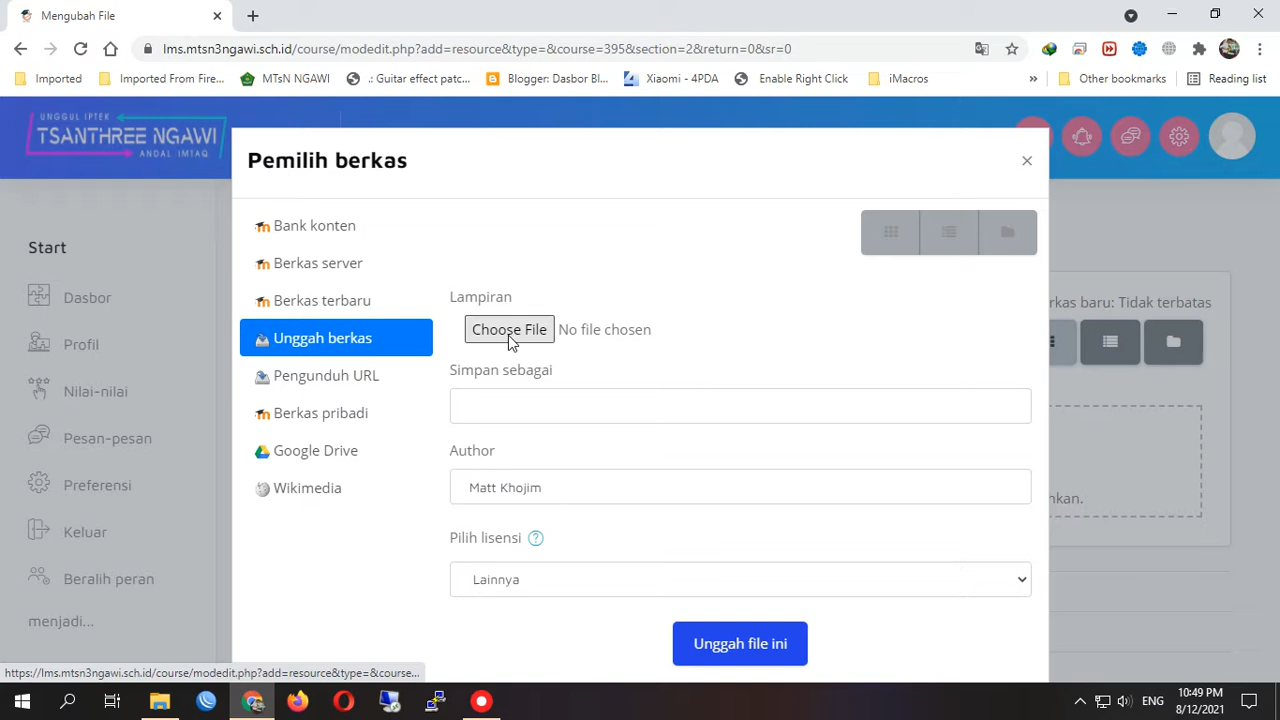 Mengubah File
lms.mtsn3ngawi.sch.id/course/modedit.php?add=resource&type=&course=395&section=2&return=0&sr=0
Imported
Imported From Fire...
MTsN NGAWI
.: Guitar effect patc...
Blogger: Dasbor Bl...
Xiaomi - 4PDA
Enable Right Click
iMacros
»
Other bookmarks
Reading list
UNGGUL IPTEK
TSANTHREE NGAWI
ANDAL IMTAQ
Pemilih berkas
×
Bank konten
Berkas server
Berkas terbaru
Unggah berkas
Pengunduh URL
Berkas pribadi
Google Drive
Wikimedia
Lampiran
Choose File No file chosen
Simpan sebagai
Author
Matt Khojim
Pilih lisensi ?
Lainnya
Unggah file ini
Start
Dasbor
Profil
Nilai-nilai
Pesan-pesan
Preferensi
Keluar
Beralih peran
menjadi...
erkas baru: Tidak terbatas
hkan.
https://lms.mtsn3ngawi.sch.id/course/modedit.php?add=resource&type=&course...
ENG
10:49 PM
8/12/2021